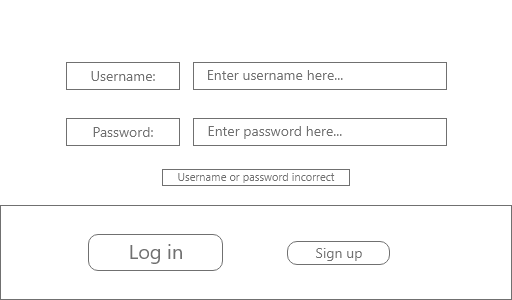 Username:
Enter username here...
Password:
Enter password here...
Username or password incorrect
Log in
Sign up